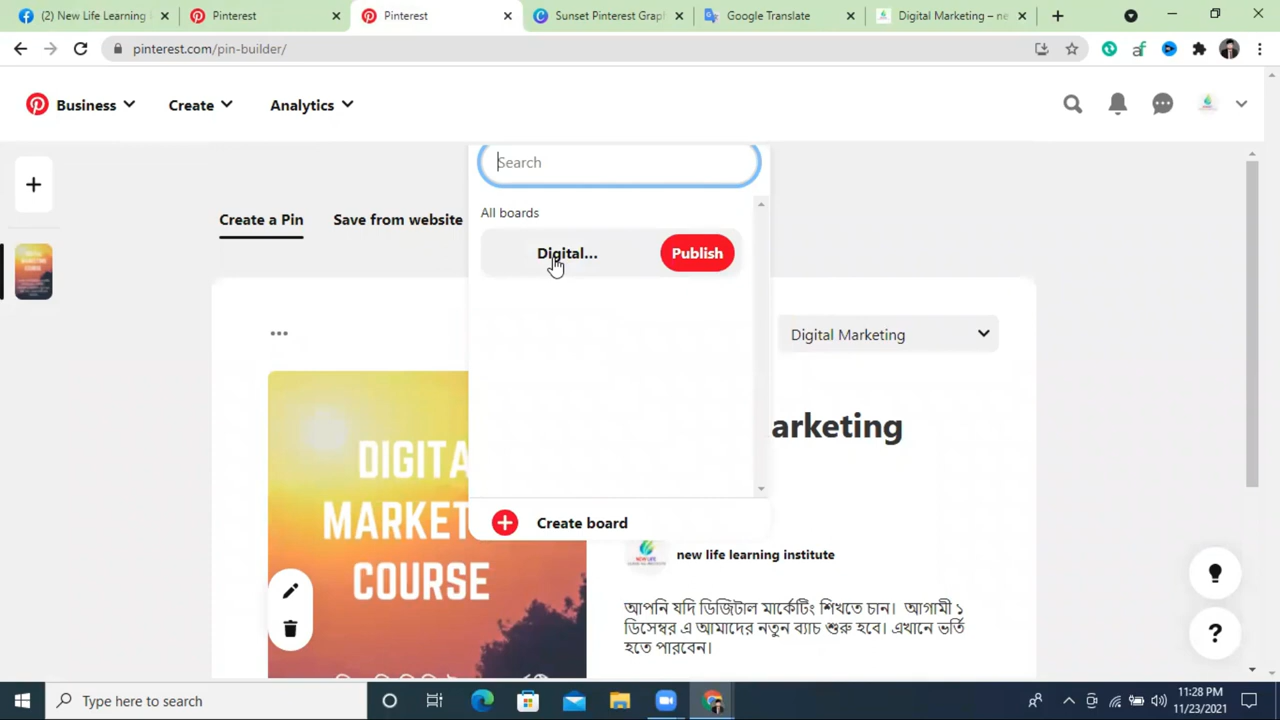 (2) New Life Learning
Pinterest
Pinterest
Sunset Pinterest Grap
Google Translate
Digital Marketing – ne
pinterest.com/pin-builder/
Business
Create
Analytics
Search
Create a Pin
Save from website
All boards
Digital...
Publish
Digital Marketing
arketing
DIGITA
MARKET
COURSE
Create board
new life learning institute
আপনি যদি ডিজিটাল মার্কেটিং শিখতে চান। আগামী ১
ডিসেম্বর এ আমাদের নতুন ব্যাচ শুরু হবে। এখানে ভর্তি
হতে পারবেন।
?
Type here to search
11:28 PM
11/23/2021